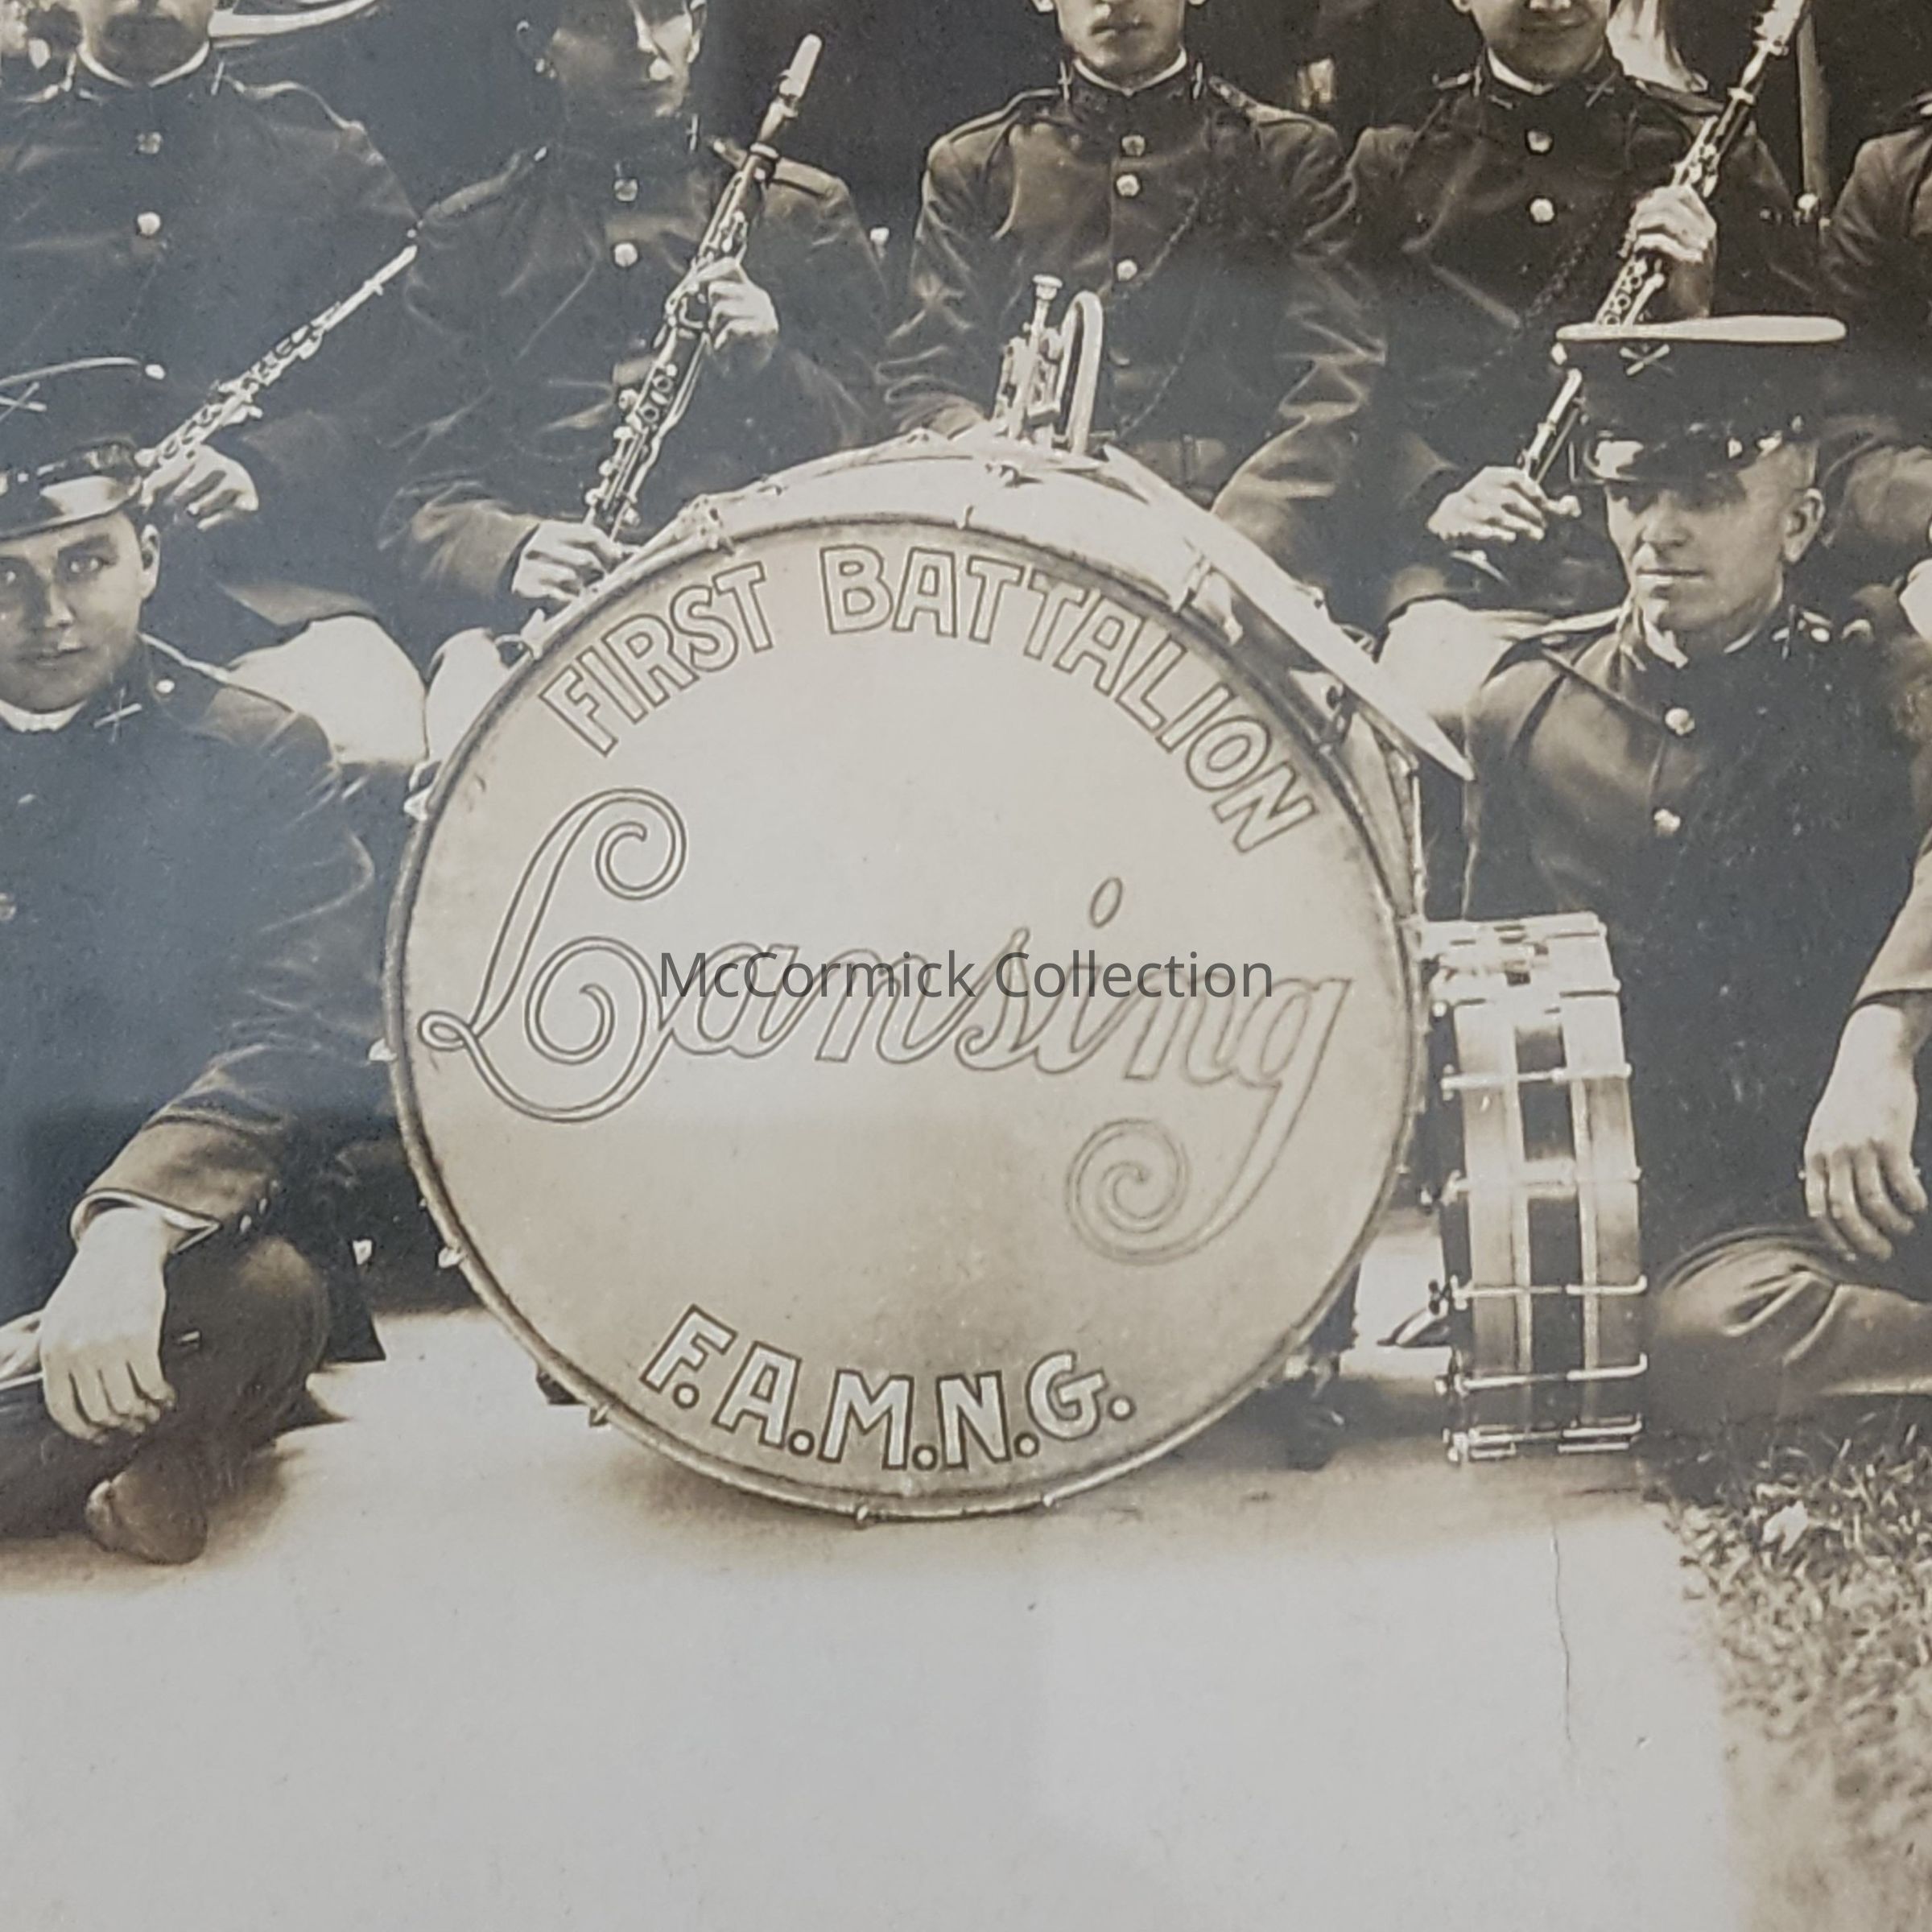 FIRST BATTALION
Lansing
McCormick Collection
F.A.M.N.G.